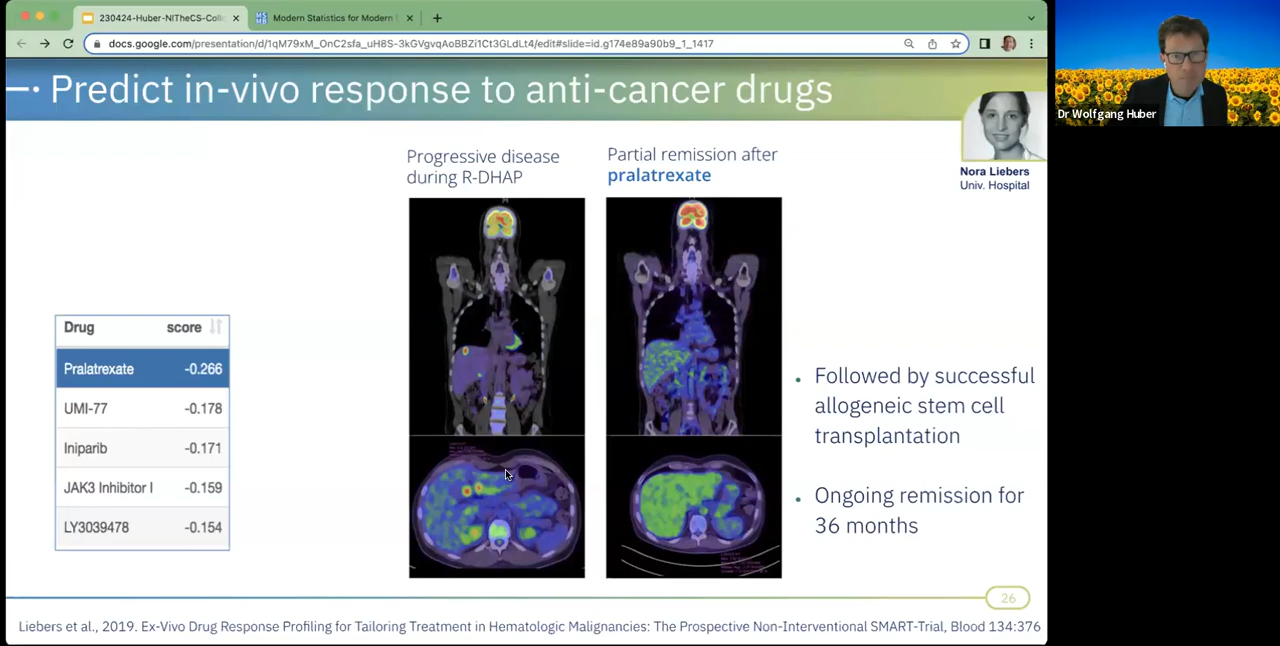 230424-Huber-NITheCS-Coll
Modern Statistics for Modern
docs.google.com/presentation/d/1qM79xM_OnC2sfa_uH8S-3kGVgvqAoBBZi1Ct3GLdLt4/edit#slide=id.g174e89a90b9_1_1417
Predict in-vivo response to anti-cancer drugs
Dr Wolfgang Huber
Nora Liebers
Univ. Hospital
Progressive disease
during R-DHAP
Partial remission after
pralatrexate
Drug score
Pralatrexate -0.266
UMI-77 -0.178
Iniparib -0.171
JAK3 Inhibitor I -0.159
LY3039478 -0.154
• Followed by successful
allogeneic stem cell
transplantation
• Ongoing remission for
36 months
26
Liebers et al., 2019. Ex-Vivo Drug Response Profiling for Tailoring Treatment in Hematologic Malignancies: The Prospective Non-Interventional SMART-Trial, Blood 134:376